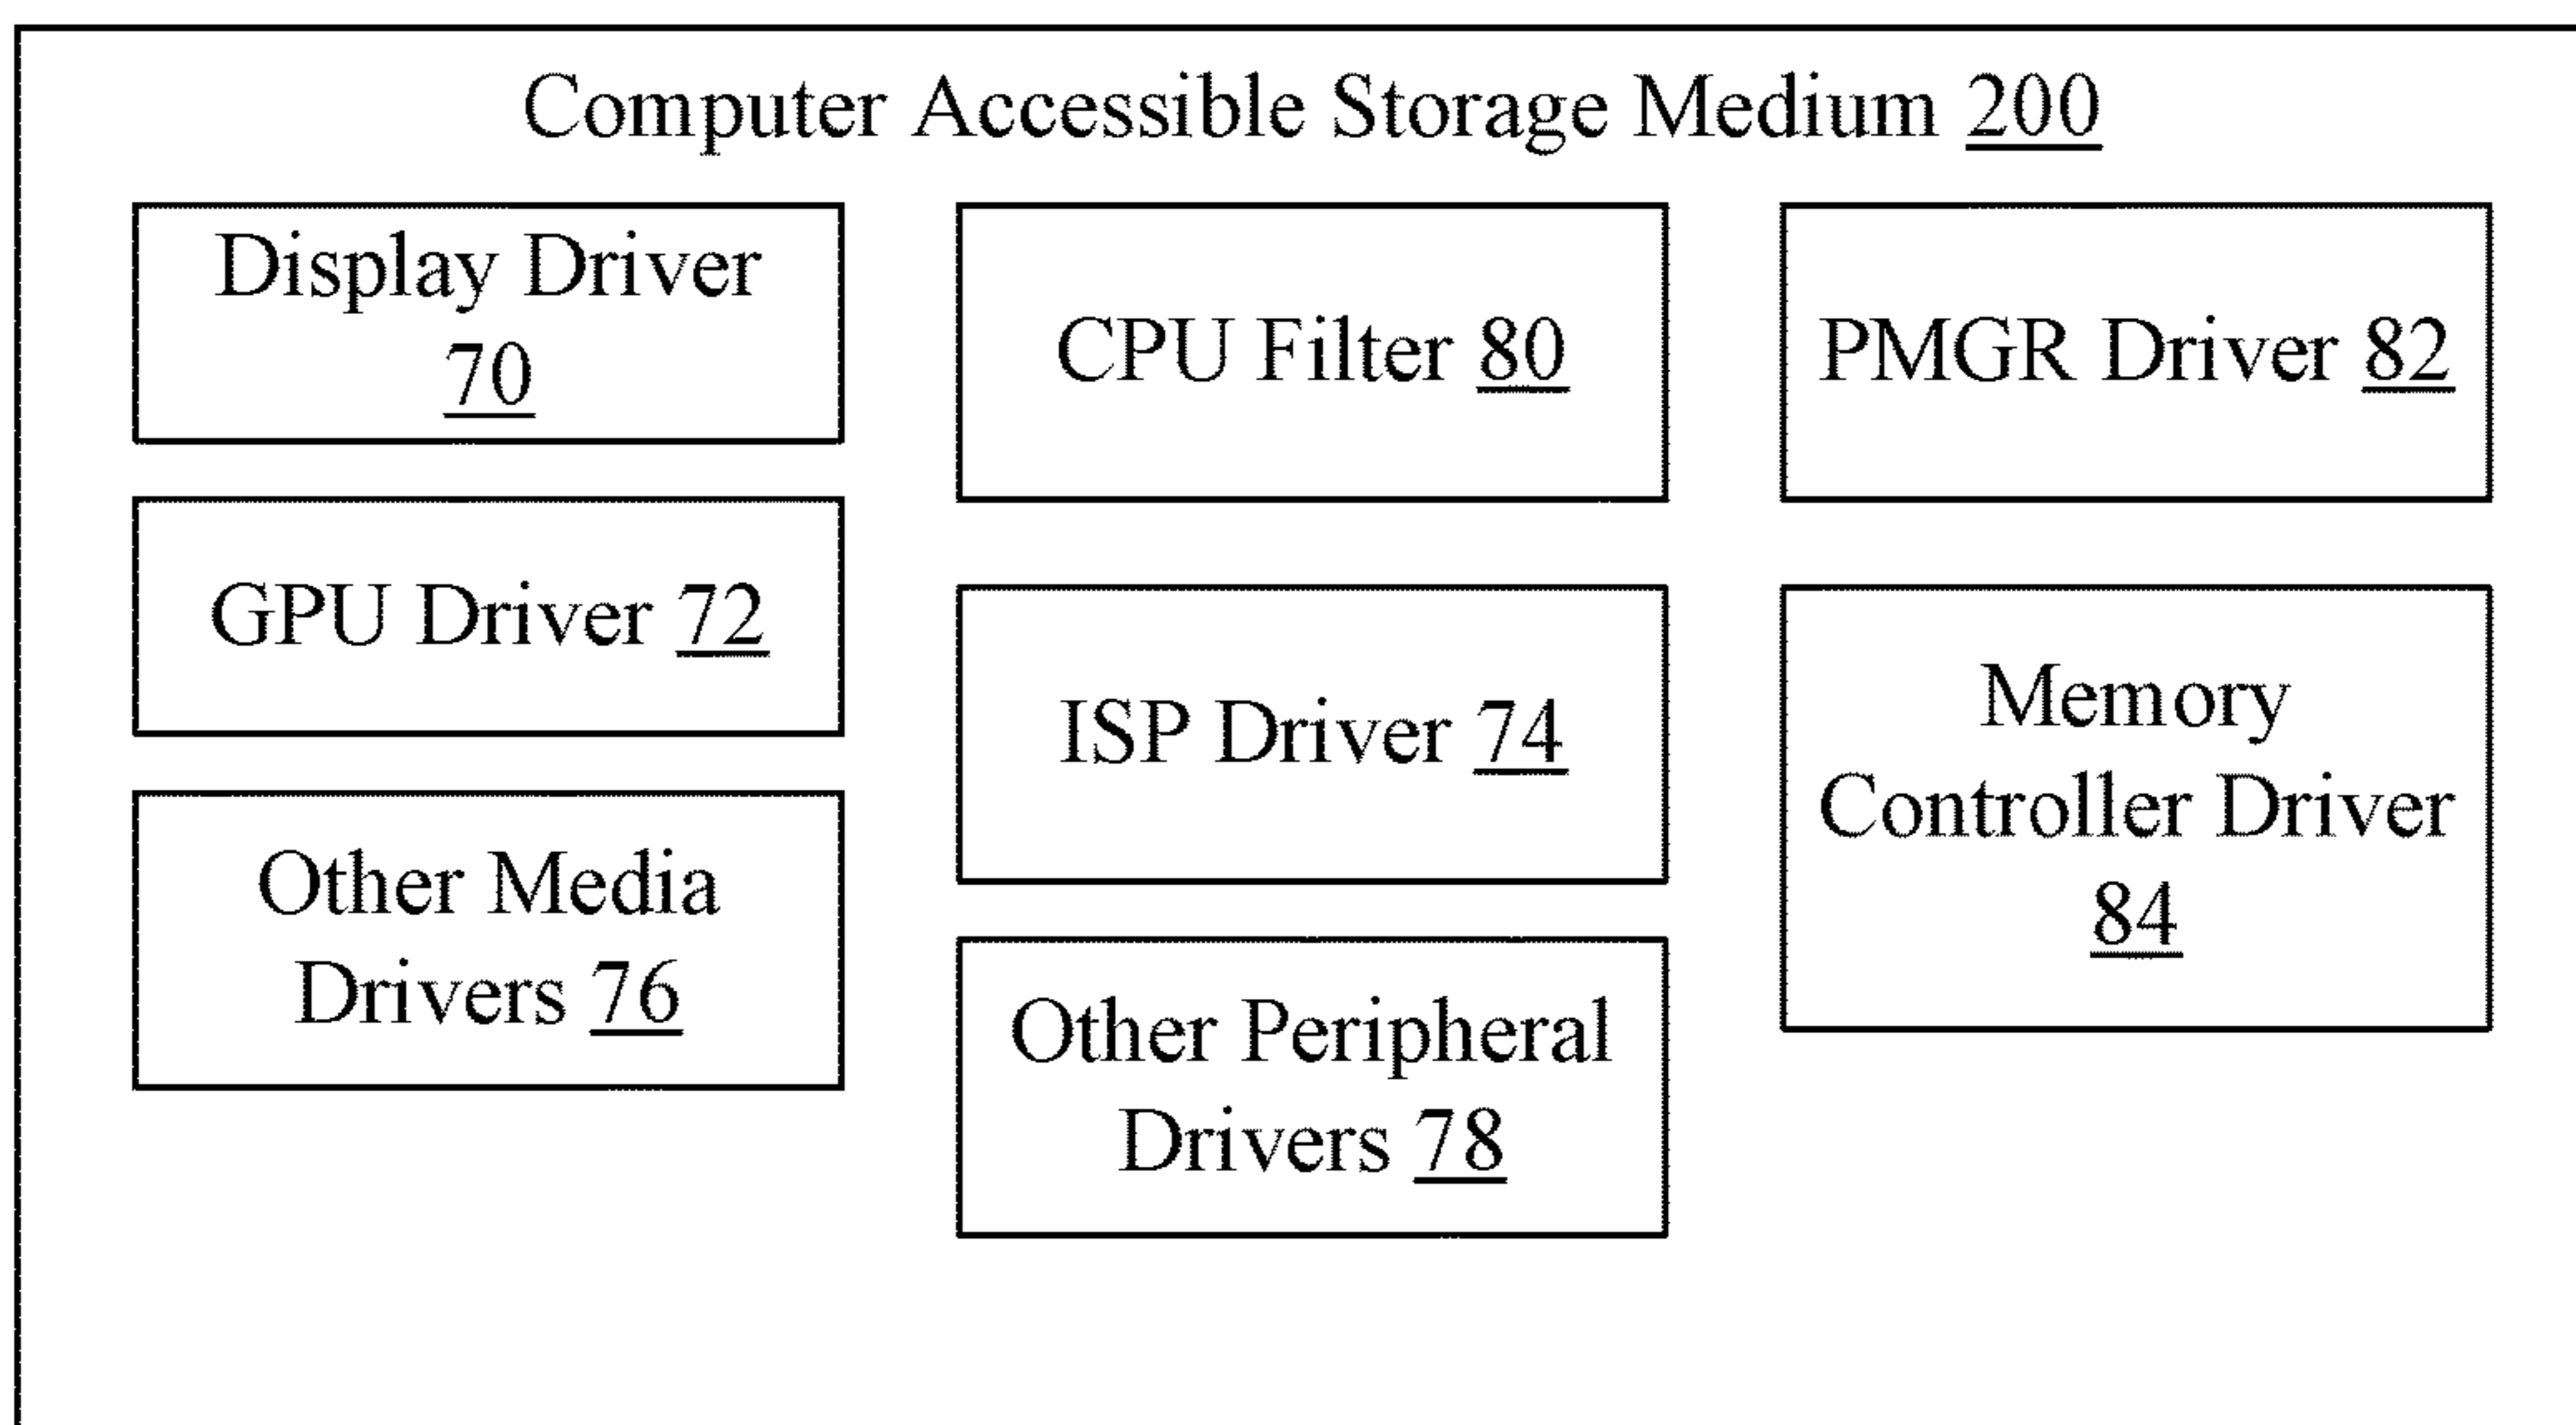 Computer Accessible Storage Medium 200
Display Driver
70
CPU Filter 80
PMGR Driver 82
GPU Driver 72
ISP Driver 74
Memory
Controller Driver
84
Other Media
Drivers 76
Other Peripheral
Drivers 78